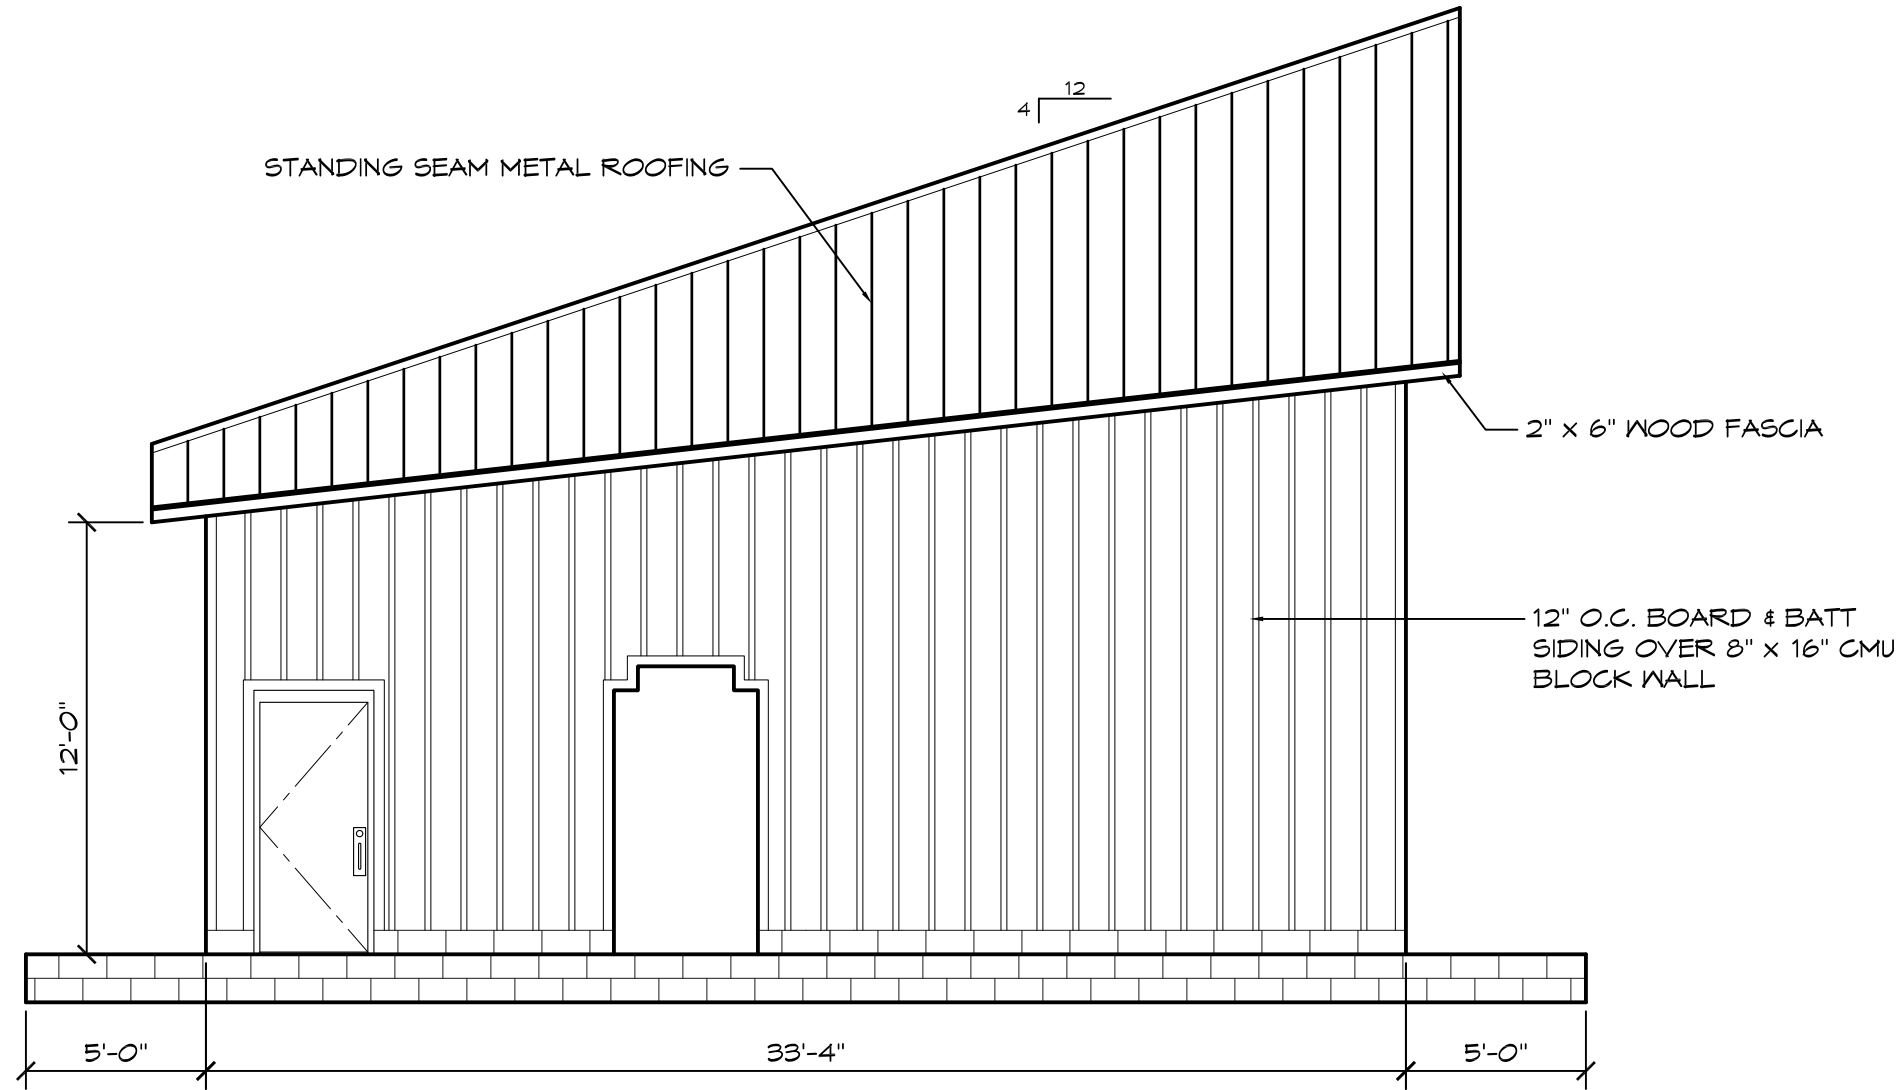 12
4
STANDING SEAM METAL ROOFING
2" x 6" WOOD FASCIA
12" O.C. BOARD & BATT
SIDING OVER 8" x 16" CMU
BLOCK WALL
12'-0"
5'-0"
33'-4"
5'-0"